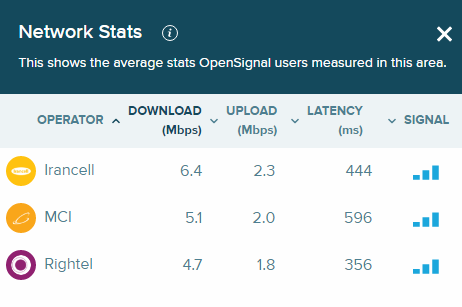 Network Stats
This shows the average stats OpenSignal users measured in this area.
OPERATOR DOWNLOAD (Mbps) UPLOAD (Mbps) LATENCY (ms) SIGNAL
Irancell 6.4 2.3 444
MCI 5.1 2.0 596
Rightel 4.7 1.8 356